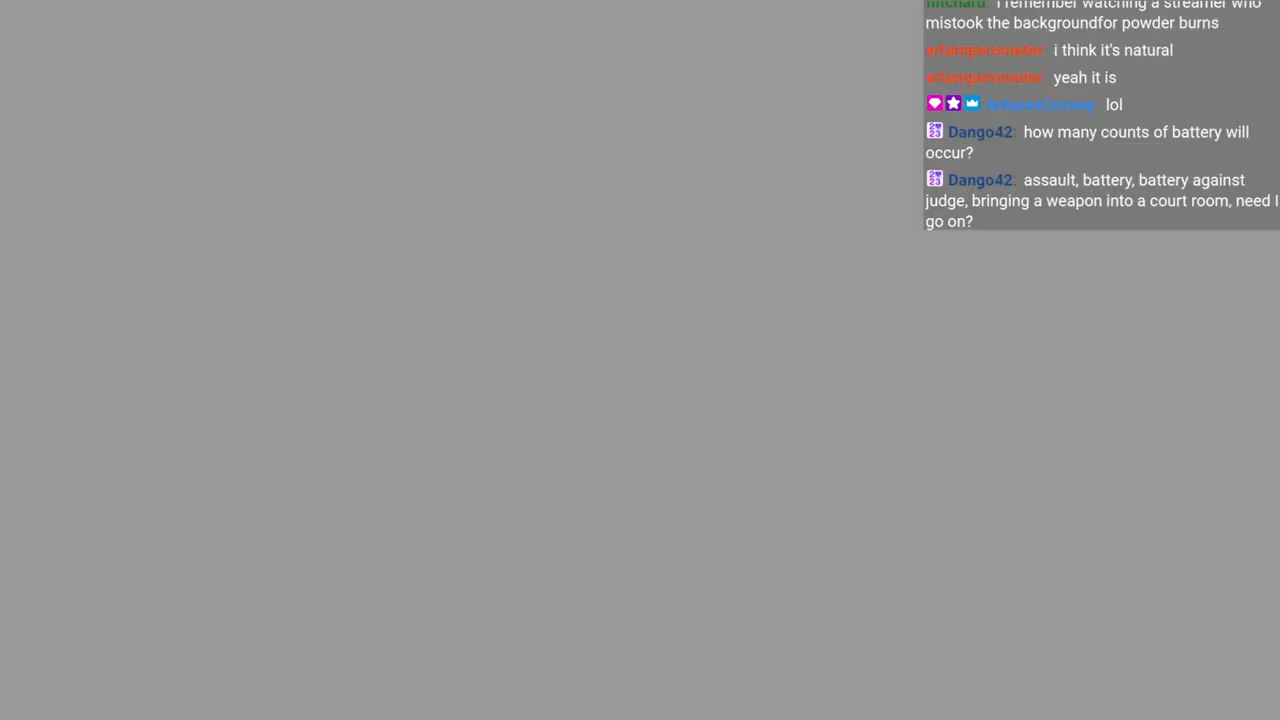 I remember watching a streamer who
mistook the backgroundfor powder burns
i think it's natural
yeah it is
AntaresConvoy: lol
Dango42: how many counts of battery will
occur?
Dango42: assault, battery, battery against
judge, bringing a weapon into a court room, need I
go on?